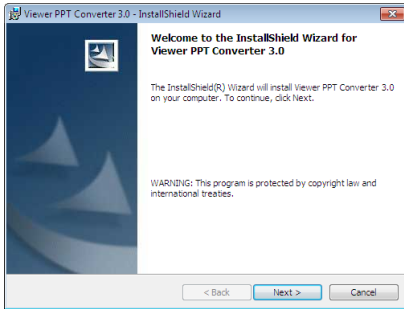 Viewer PPT Converter 3.0 - InstallShield Wizard
Welcome to the InstallShield Wizard for
Viewer PPT Converter 3.0
The InstallShield(R) Wizard will install Viewer PPT Converter 3.0
on your computer. To continue, click Next.
WARNING: This program is protected by copyright law and
international treaties.
< Back Next > Cancel